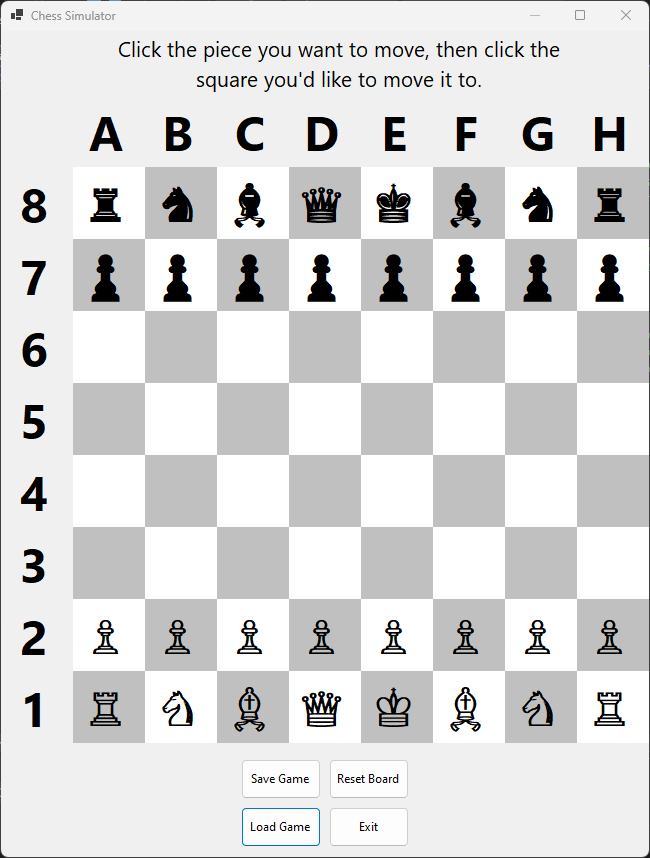 Chess Simulator
Click the piece you want to move, then click the
square you'd like to move it to.
A B C D E F G H
8
7
6
5
4
3
2
1
Save Game Reset Board
Load Game Exit